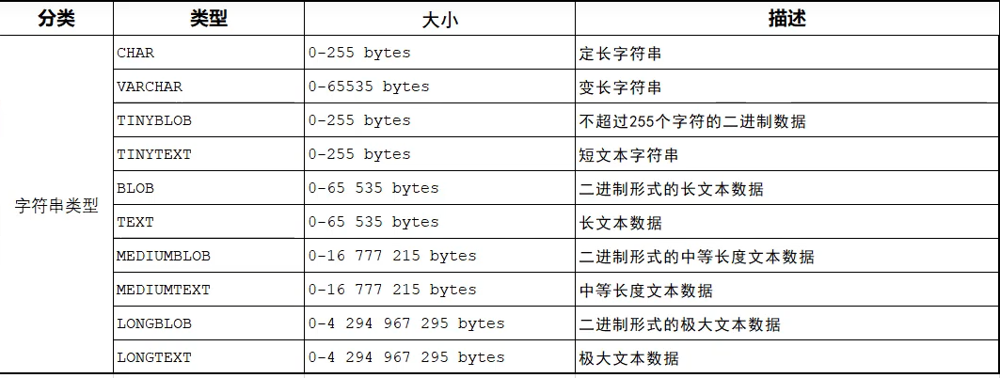 分类 类型 大小 描述
CHAR 0-255 bytes 定长字符串
VARCHAR 0-65535 bytes 变长字符串
TINYBLOB 0-255 bytes 不超过255个字符的二进制数据
TINYTEXT 0-255 bytes 短文本字符串
BLOB 0-65 535 bytes 二进制形式的长文本数据
字符串类型
TEXT 0-65 535 bytes 长文本数据
MEDIUMBLOB 0-16 777 215 bytes 二进制形式的中等长度文本数据
MEDIUMTEXT 0-16 777 215 bytes 中等长度文本数据
LONGBLOB 0-4 294 967 295 bytes 二进制形式的极大文本数据
LONGTEXT 0-4 294 967 295 bytes 极大文本数据